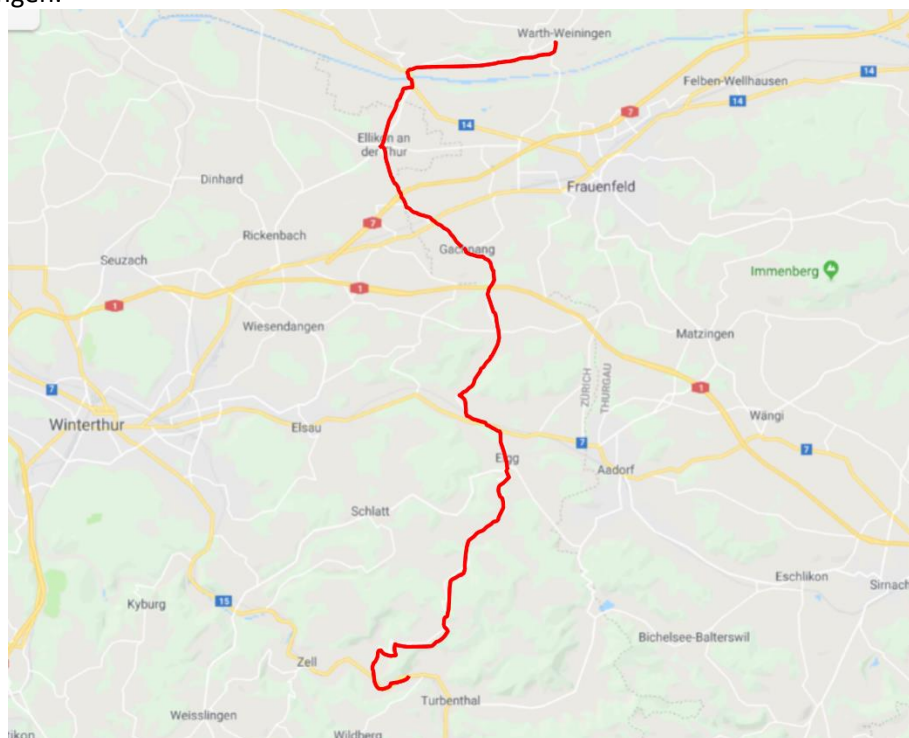 ngen.
Warth-Weiningen
14
Felben-Wellhausen
14
7
14
Ellikon an
der Thur
Dinhard
Frauenfeld
7
Rickenbach
Gachnang
Seuzach
Immenberg
1
1
Wiesendangen
Matzingen
ZÜRICH
THURGAU
7
1
Winterthur
Elsau
Wängi
7
7
Elgg
Aadorf
Schlatt
Eschlikon
Sirnach
Kyburg
15
Bichelsee-Balterswil
Zell
Turbenthal
Weisslingen
Wildberg
ikon